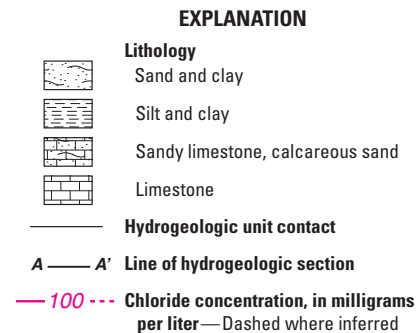 EXPLANATION
Lithology
Sand and clay
Silt and clay
Sandy limestone, calcareous sand
Limestone
Hydrogeologic unit contact
A A' Line of hydrogeologic section
100 Chloride concentration, in milligrams
per liter—Dashed where inferred